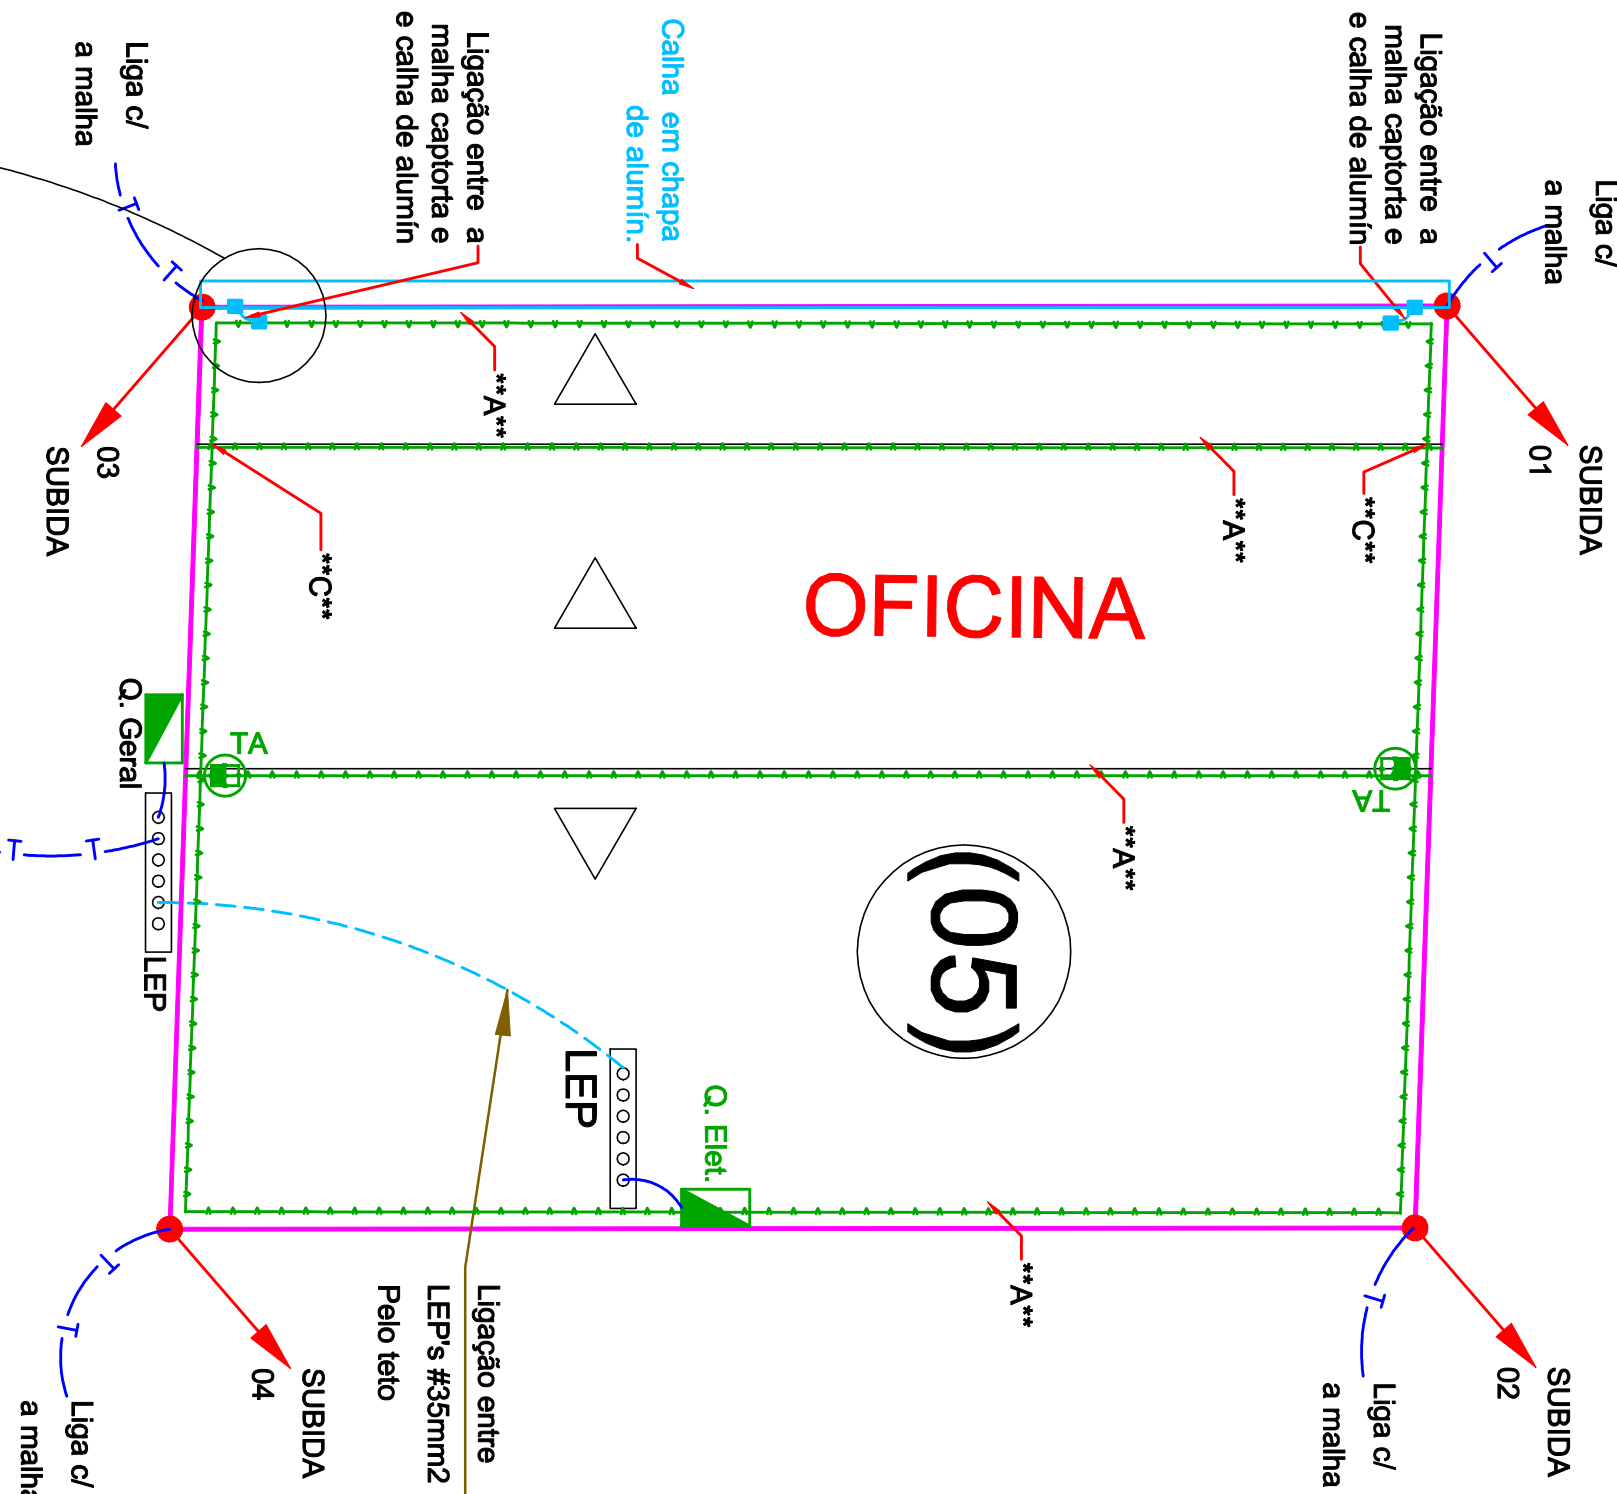 Liga c/
a malha
Ligação entre a
malha captorta e
e calha de alumín
Calha em chapa
de alumín.
Ligação entre a
malha captorta e
e calha de alumín
Liga c/
a malha
SUBIDA
01
**C**
**A**
**A**
03
SUBIDA
**C**
OFICINA
TA
TA
Q. Geral
LEP
**A**
(05)
LEP
Q. Elet.
**A**
Ligação entre
LEP's #35mm2
Pelo teto
SUBIDA
02
Liga c/
a malha
SUBIDA
04
Liga c/
a malha